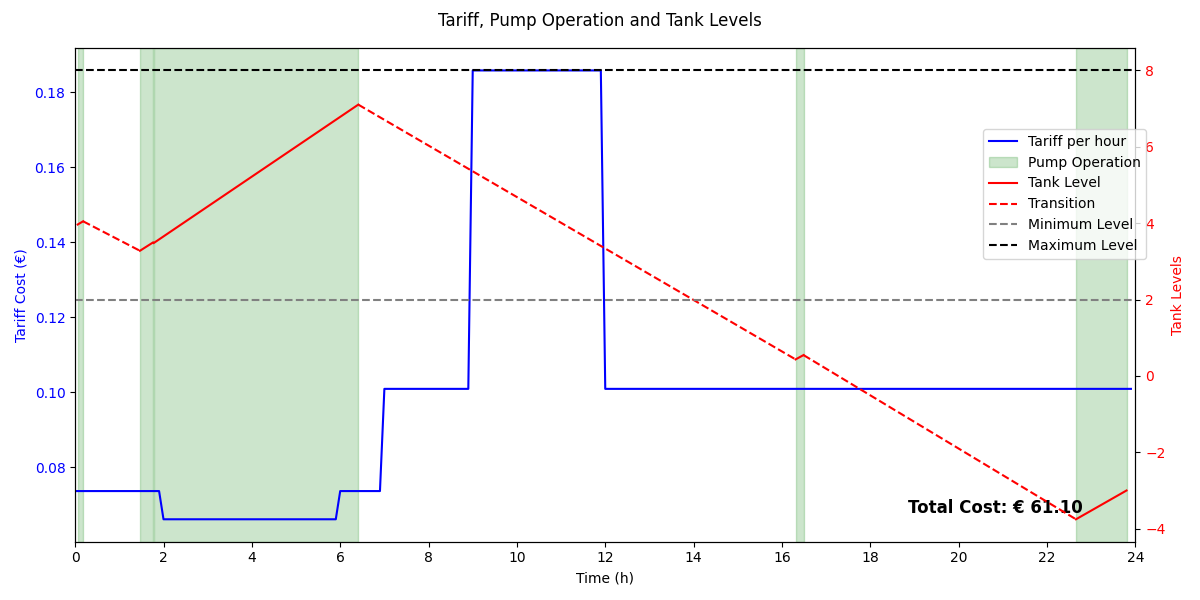 Tariff, Pump Operation and Tank Levels
Tariff Cost (€)
0.18
0.16
0.14
0.12
0.10
0.08
8
6
4
2
0
−2
−4
Tank Levels
Tariff per hour
Pump Operation
Tank Level
Transition
Minimum Level
Maximum Level
Total Cost: € 61.10
0 2 4 6 8 10 12 14 16 18 20 22 24
Time (h)